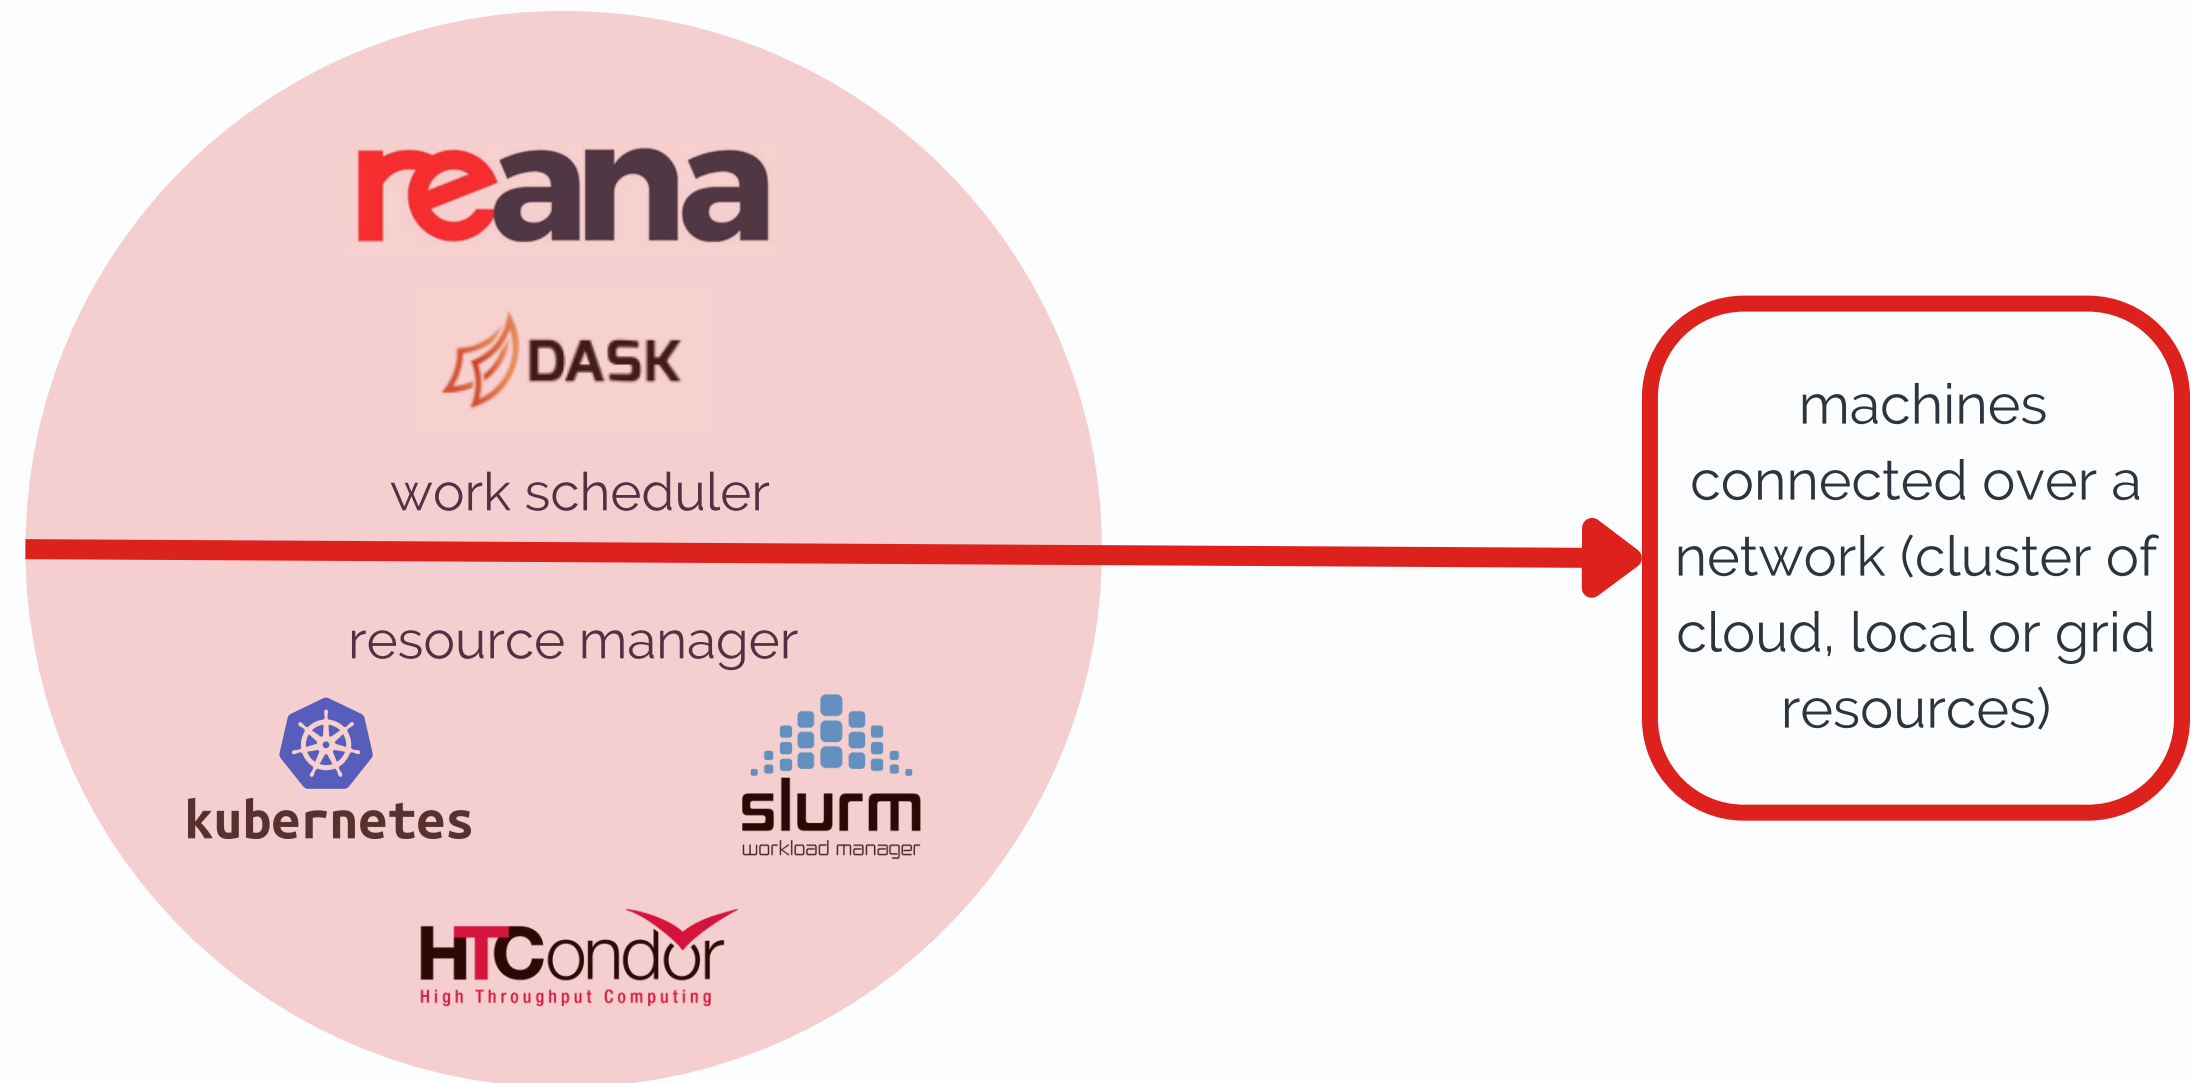 reana
DASK
work scheduler
resource manager
kubernetes
slurm
workload manager
HTCondor
High Throughput Computing
machines
connected over a
network (cluster of
cloud, local or grid
resources)